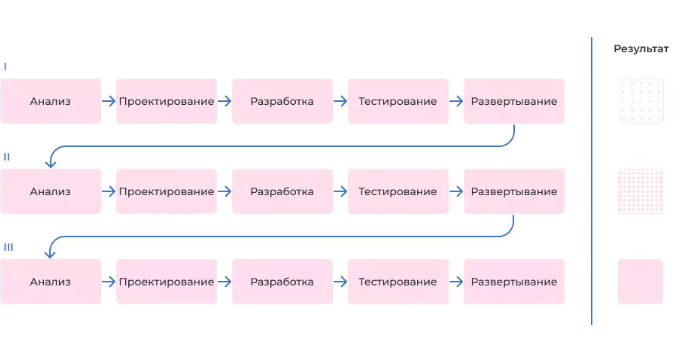 Результат
I
Анализ
Проектирование
Разработка
Тестирование
Развертывание
II
Анализ
Проектирование
Разработка
Тестирование
Развертывание
III
Анализ
Проектирование
Разработка
Тестирование
Развертывание